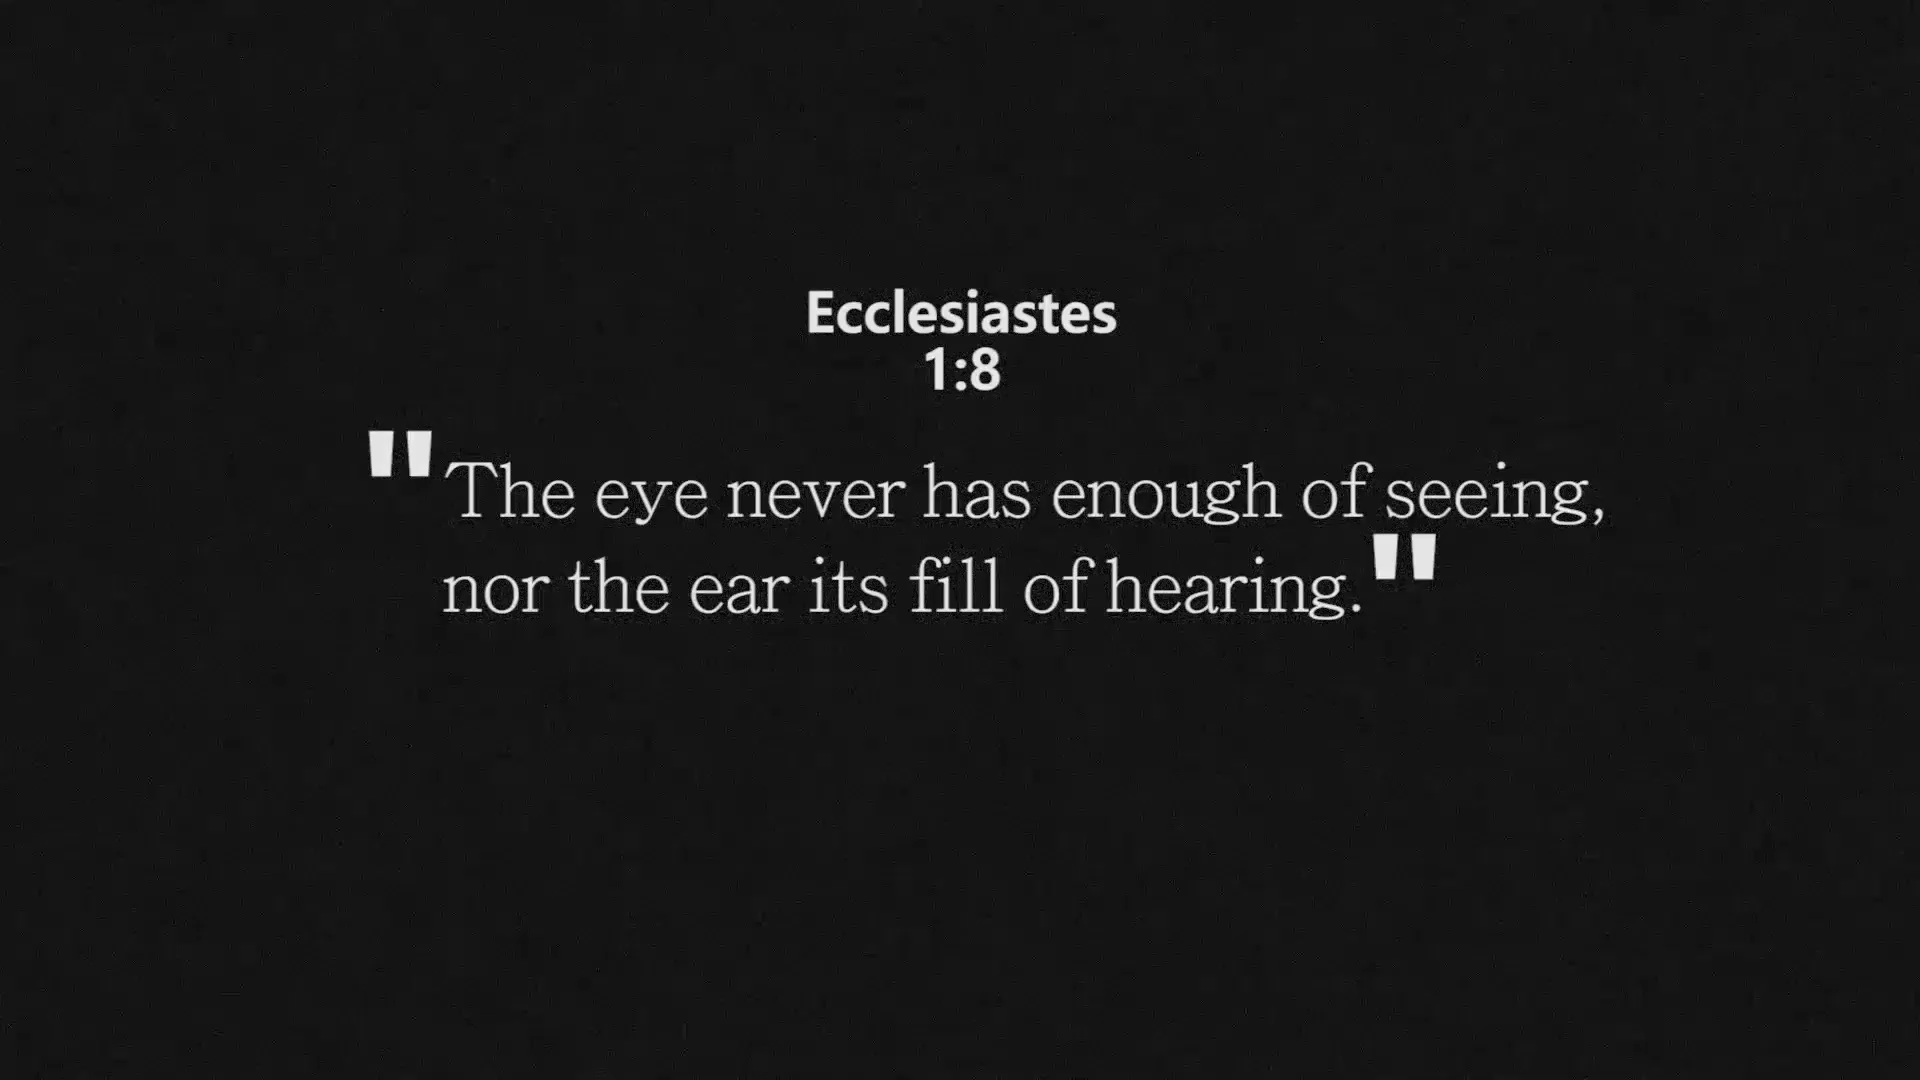 Ecclesiastes
1:8
"The eye never has enough of seeing,
nor the ear its fill of hearing."